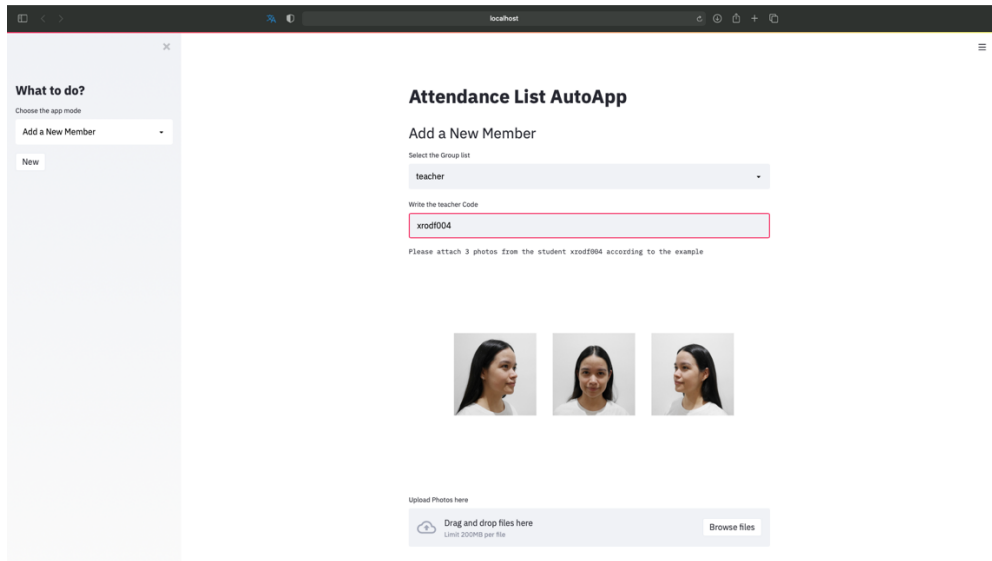 localhost
What to do?
Choose the app mode
Add a New Member
New
Attendance List AutoApp
Add a New Member
Select the Group list
teacher
Write the teacher Code
xrodf004
Please attach 3 photos from the student xrodf004 according to the example
Upload Photos here
Drag and drop files here
Limit 200MB per file
Browse files